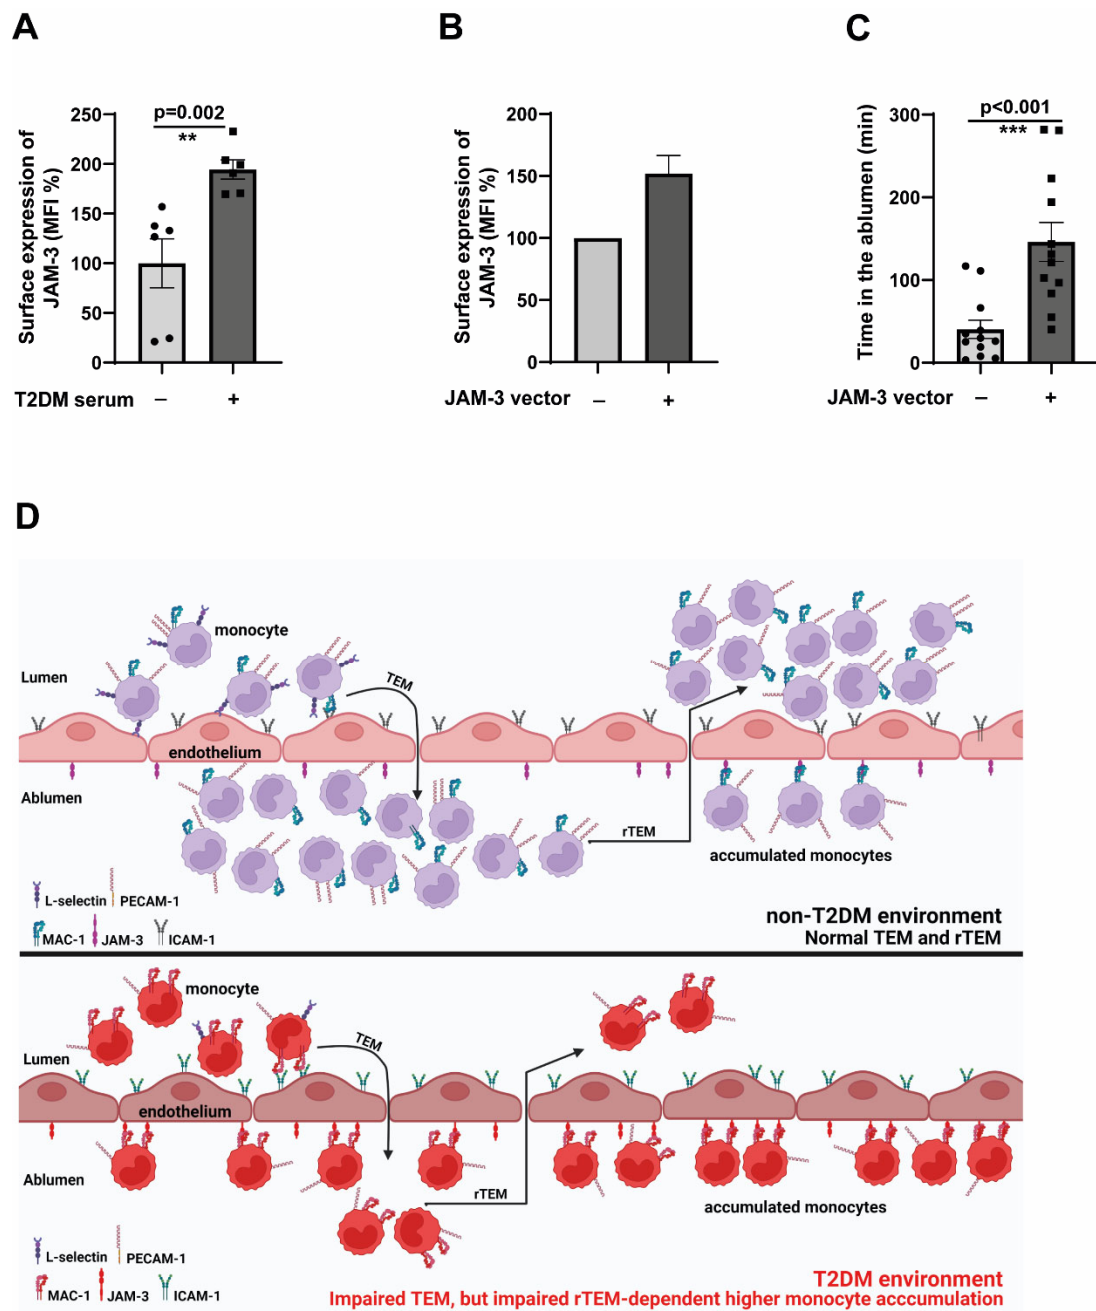 A
B
C
p=0.002
**
250
200
150
100
50
0
Surface expression of
JAM-3 (MFI %)
T2DM serum − +
200
150
100
50
0
Surface expression of
JAM-3 (MFI %)
JAM-3 vector − +
p<0.001
***
300
200
100
0
Time in the ablumen (min)
JAM-3 vector − +
D
monocyte
Lumen
TEM
endothelium
Ablumen
rTEM
accumulated monocytes
L-selectin PECAM-1
MAC-1 JAM-3 ICAM-1
non-T2DM environment
Normal TEM and rTEM
monocyte
Lumen
TEM
endothelium
Ablumen
rTEM
accumulated monocytes
L-selectin PECAM-1
MAC-1 JAM-3 ICAM-1
T2DM environment
Impaired TEM, but impaired rTEM-dependent higher monocyte acccumulation